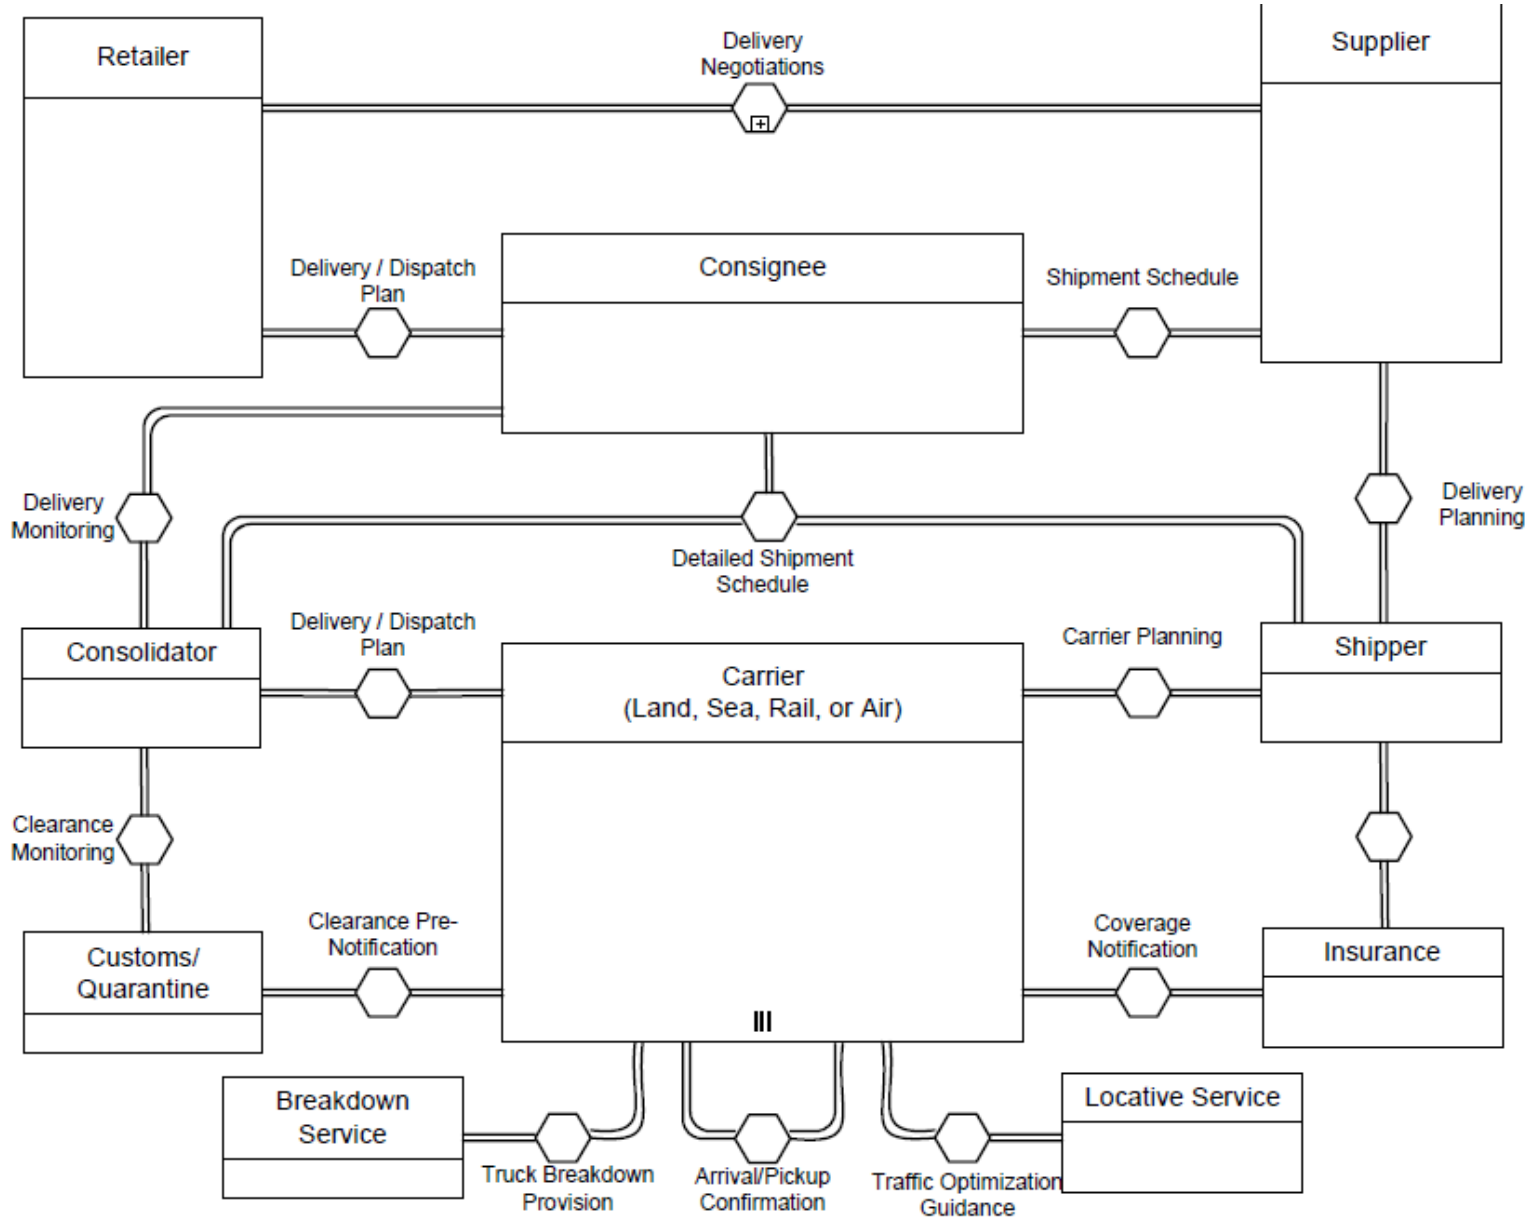 Retailer
Delivery
Negotiations
Supplier
Delivery / Dispatch
Plan
Consignee
Shipment Schedule
Delivery
Monitoring
Detailed Shipment
Schedule
Delivery
Planning
Consolidator
Delivery / Dispatch
Plan
Carrier
(Land, Sea, Rail, or Air)
Carrier Planning
Shipper
Clearance
Monitoring
Customs/
Quarantine
Clearance Pre-
Notification
Coverage
Notification
Insurance
Breakdown
Service
Truck Breakdown
Provision
Arrival/Pickup
Confirmation
Traffic Optimization
Guidance
Locative Service